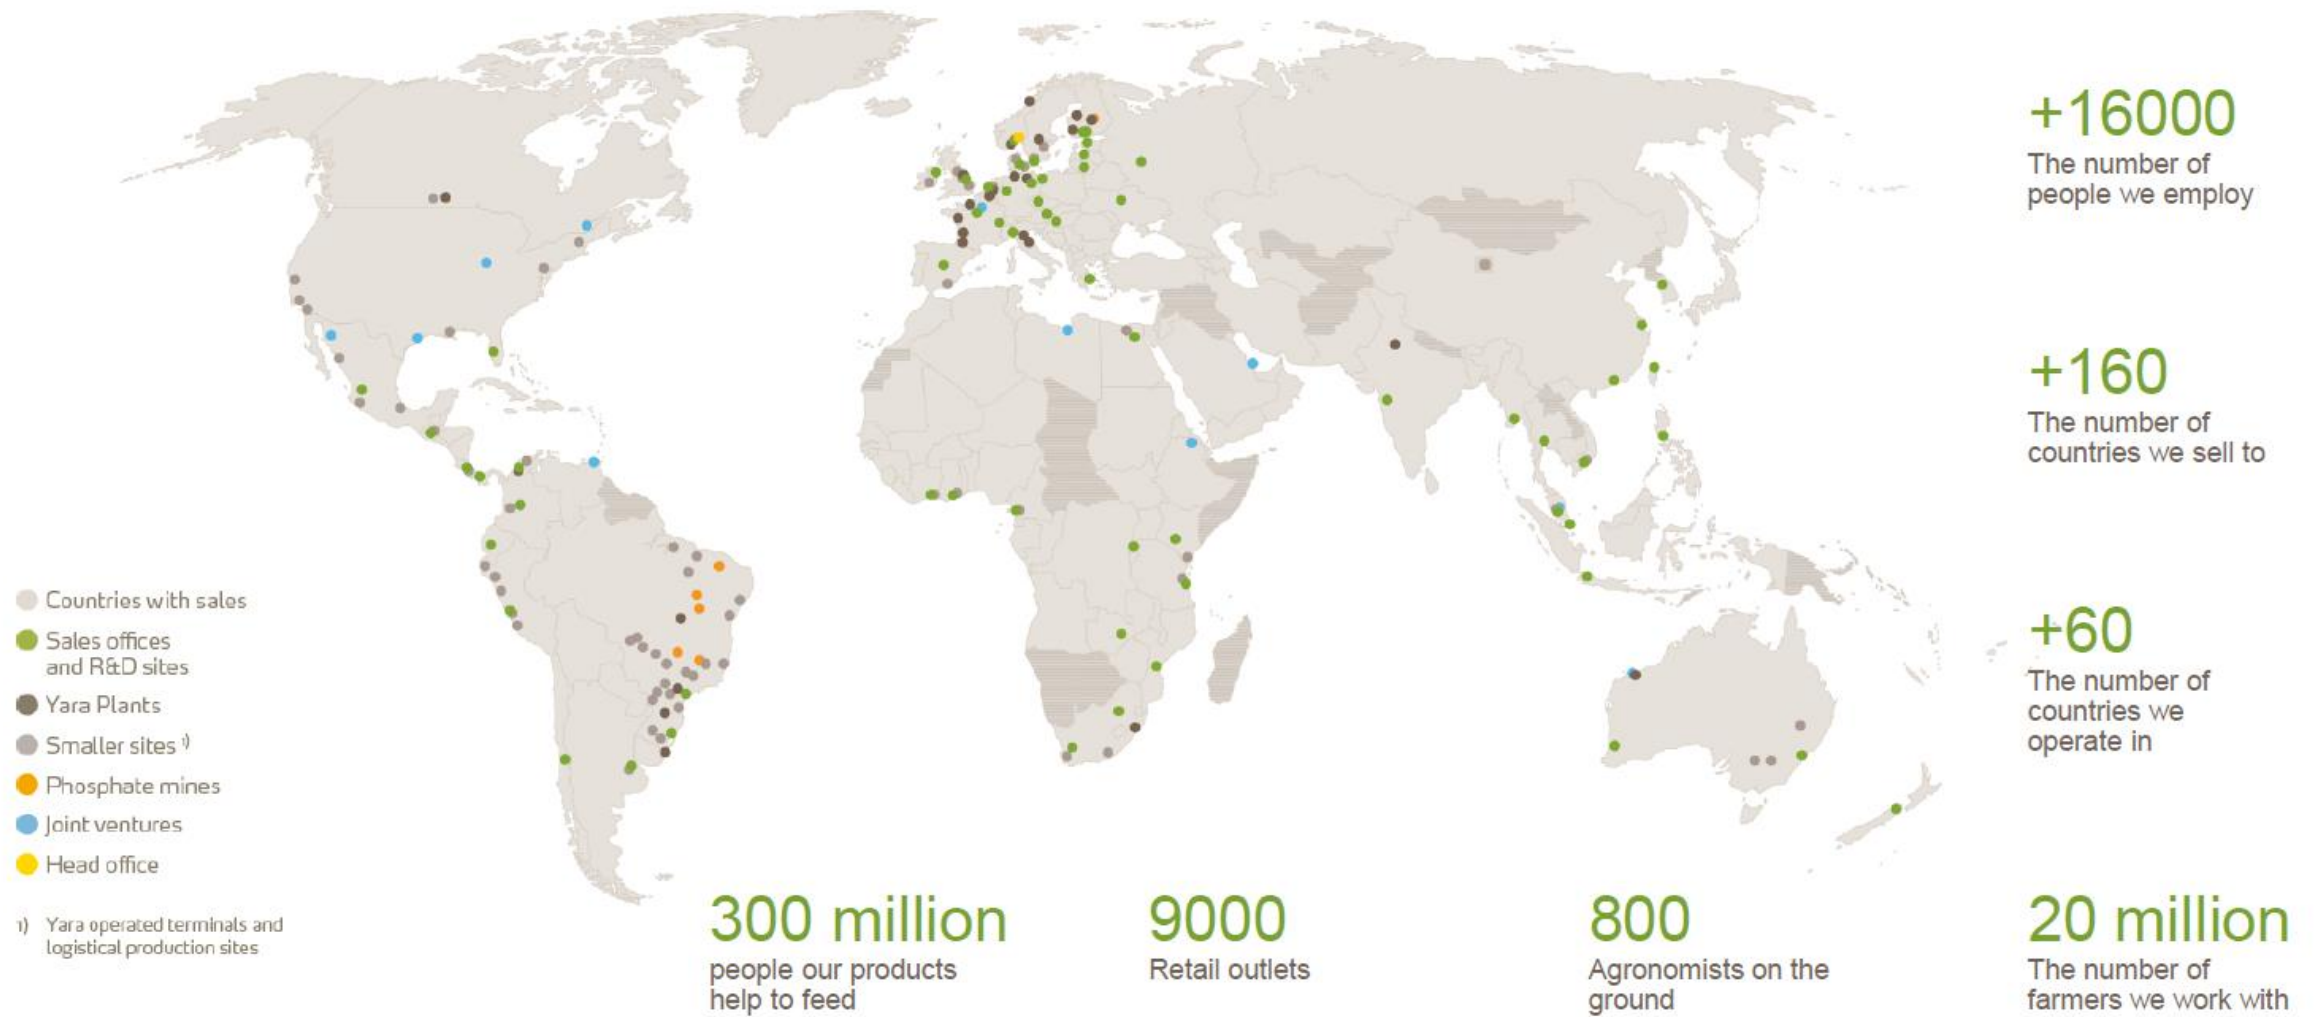 +16000
The number of
people we employ
+160
The number of
countries we sell to
+60
The number of
countries we
operate in
Countries with sales
Sales offices
and R&D sites
Yara Plants
Smaller sites ¹⁾
Phosphate mines
Joint ventures
Head office
1) Yara operated terminals and
logistical production sites
300 million
people our products
help to feed
9000
Retail outlets
800
Agronomists on the
ground
20 million
The number of
farmers we work with